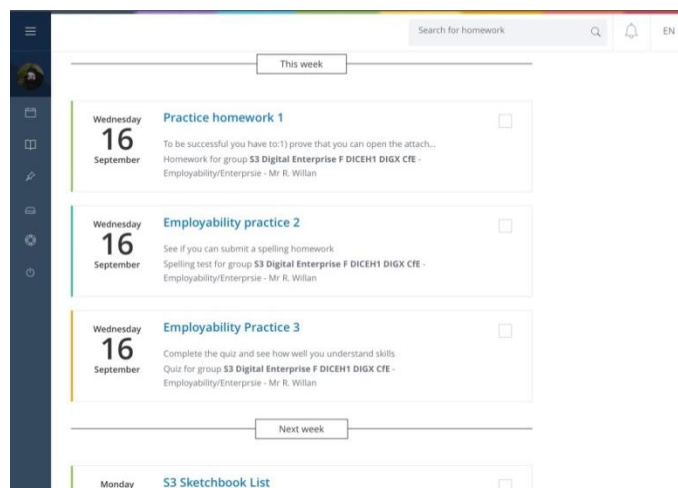 Search for homework
EN
This week
Wednesday
16
September
Practice homework 1
To be successful you have to:1) prove that you can open the attach...
Homework for group S3 Digital Enterprise F DICEH1 DIGX CfE -
Employability/Enterprsie - Mr R. Willan
Wednesday
16
September
Employability practice 2
See if you can submit a spelling homework
Spelling test for group S3 Digital Enterprise F DICEH1 DIGX CfE -
Employability/Enterprsie - Mr R. Willan
Wednesday
16
September
Employability Practice 3
Complete the quiz and see how well you understand skills
Quiz for group S3 Digital Enterprise F DICEH1 DIGX CfE -
Employability/Enterprsie - Mr R. Willan
Next week
Monday
S3 Sketchbook List